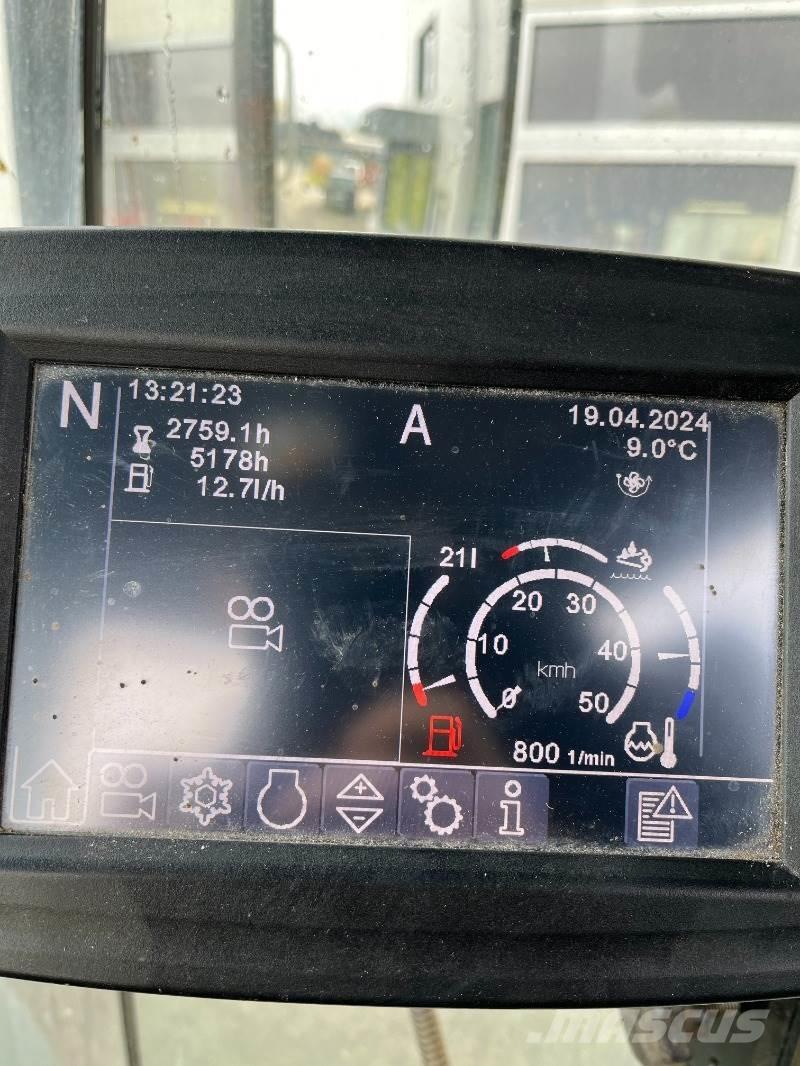 N
13:21:23
A
19.04.2024
2759.1h
9.0°C
5178h
12.7l/h
21l
20 30
10 40
kmh
0 50
800 1/min
MASCUS